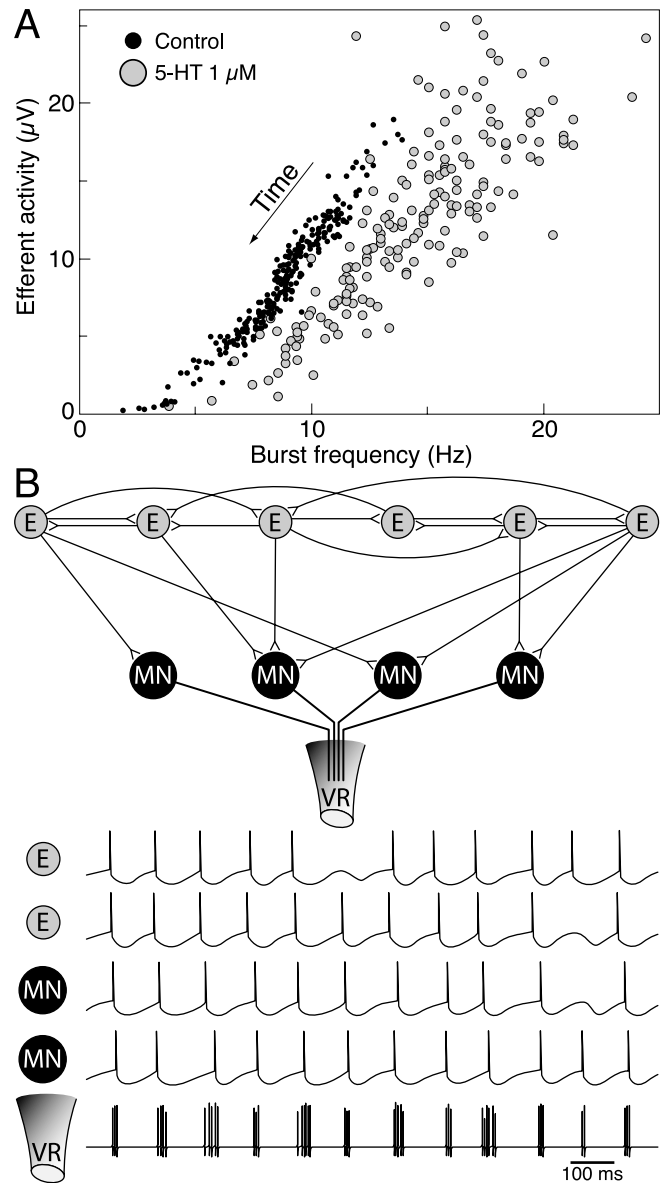 A
Control
5-HT 1 µM
Time
Efferent activity (µV)
20
10
0
0 10 20
Burst frequency (Hz)
B
E E E E E E
MN MN MN MN
VR
E
E
MN
MN
VR
100 ms